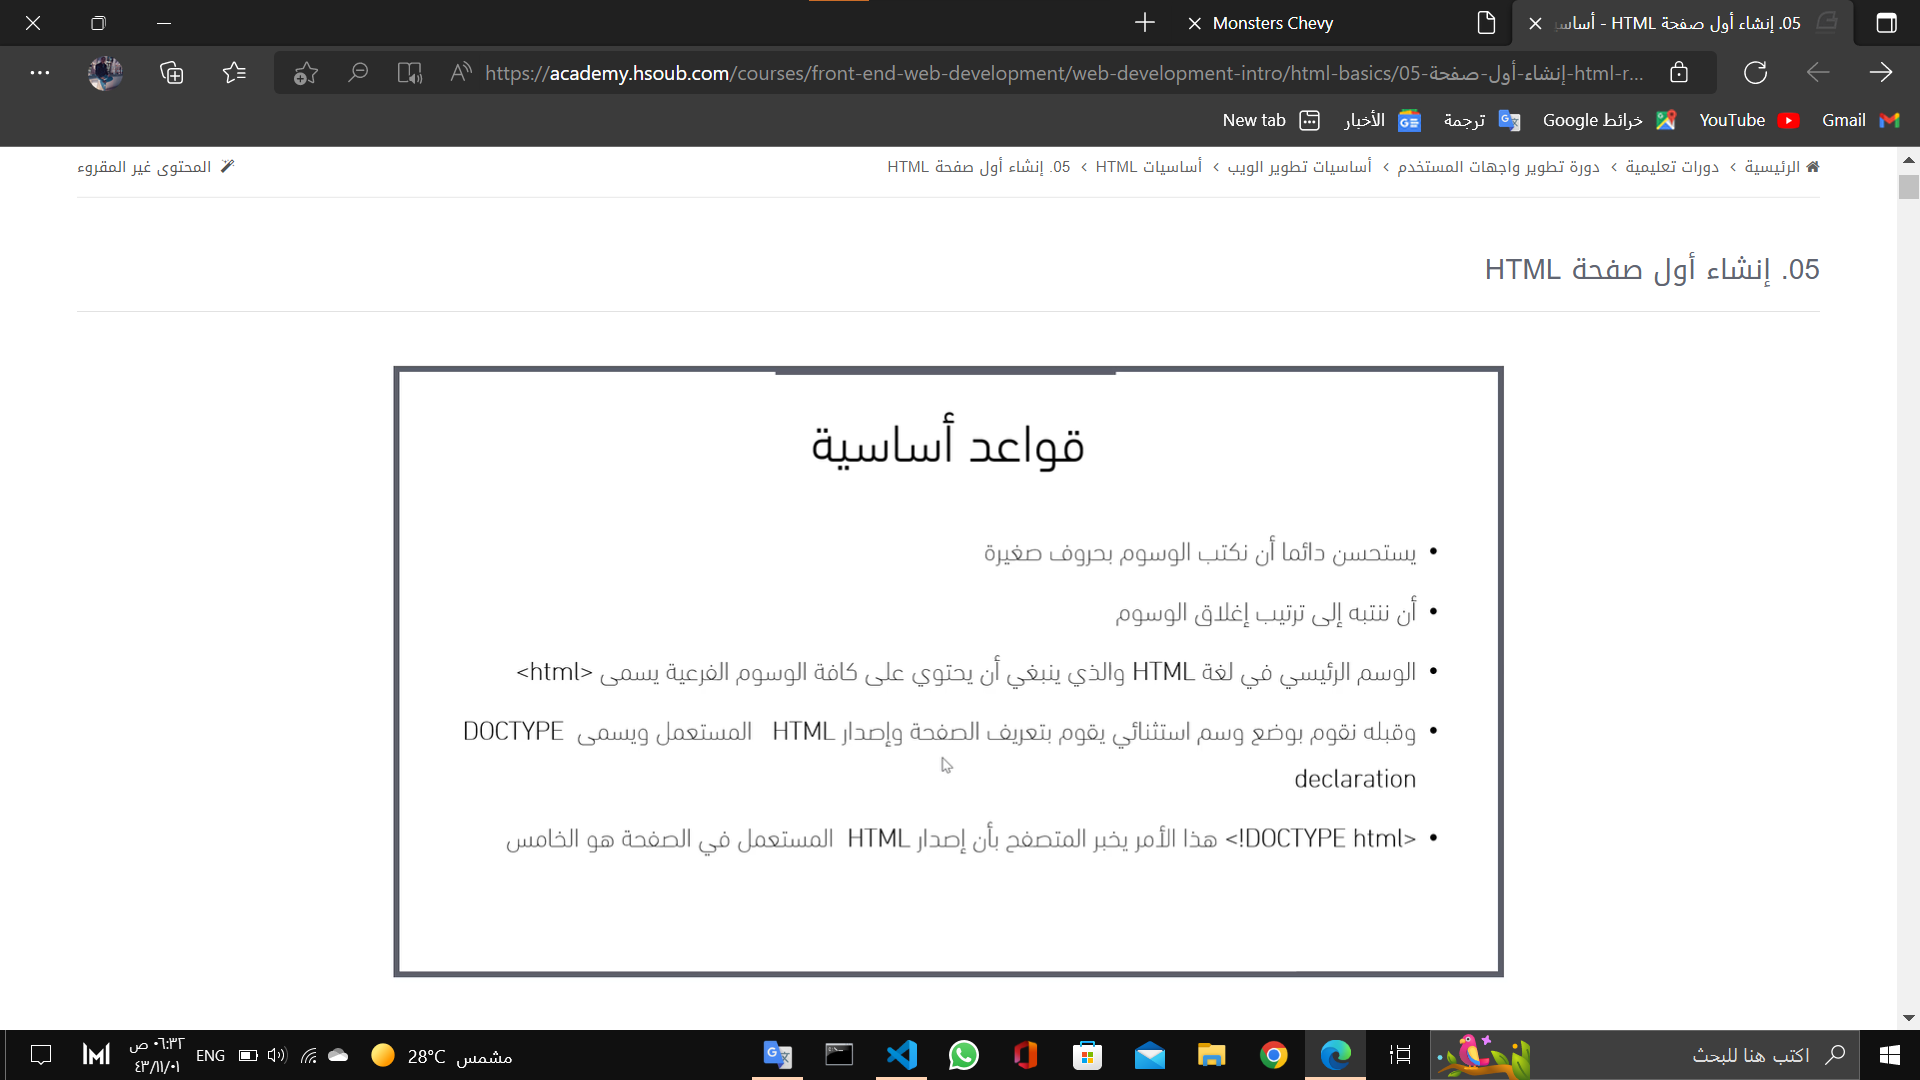 05. إنشاء أول صفحة HTML - أساسي
Monsters Chevy
https://academy.hsoub.com/courses/front-end-web-development/web-development-intro/html-basics/05-إنشاء-أول-صفحة-html-r...
Gmail
YouTube
خرائط Google
ترجمة
الأخبار
New tab
الرئيسية › دورات تعليمية › دورة تطوير واجهات المستخدم › أساسيات تطوير الويب › أساسيات HTML › 05. إنشاء أول صفحة HTML
المحتوى غير المقروء
05. إنشاء أول صفحة HTML
قواعد أساسية
• يستحسن دائما أن نكتب الوسوم بحروف صغيرة
• أن ننتبه إلى ترتيب إغلاق الوسوم
• الوسم الرئيسي في لغة HTML والذي ينبغي أن يحتوي على كافة الوسوم الفرعية يسمى <html>
• وقبله نقوم بوضع وسم استثنائي يقوم بتعريف الصفحة وإصدار HTML المستعمل ويسمى DOCTYPE
declaration
• <!DOCTYPE html> هذا الأمر يخبر المتصفح بأن إصدار HTML المستعمل في الصفحة هو الخامس
اكتب هنا للبحث
28°C مشمس
ENG
٠٦:٣٢ ص
٤٣/١١/٠١